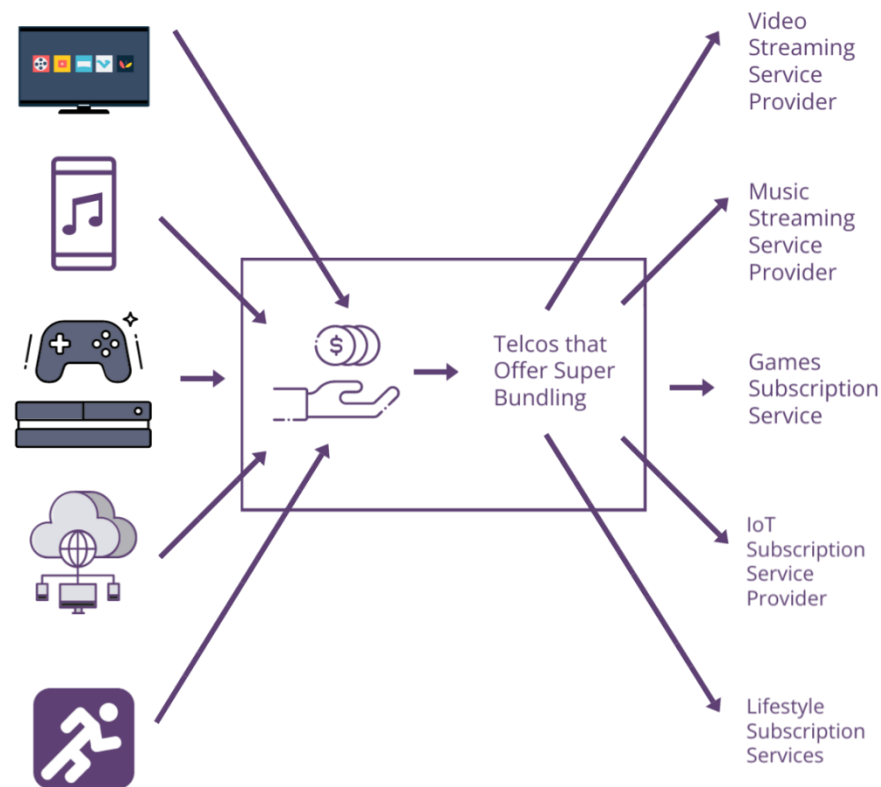 Video
Streaming
Service
Provider
Music
Streaming
Service
Provider
$
Telcos that
Offer Super
Bundling
Games
Subscription
Service
IoT
Subscription
Service
Provider
Lifestyle
Subscription
Services